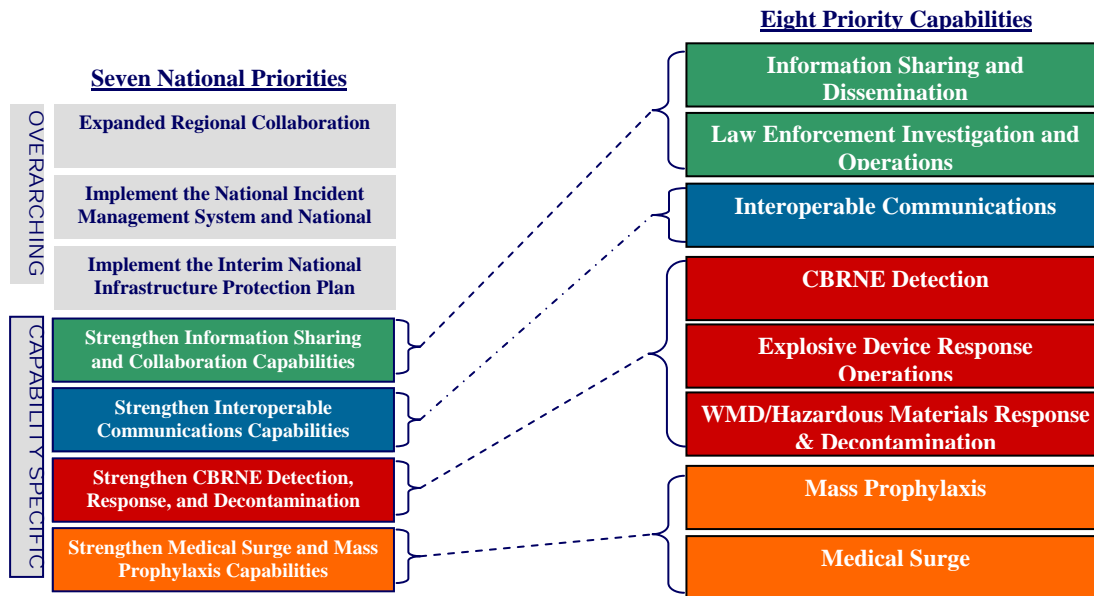 Seven National Priorities
OVERARCHING
Expanded Regional Collaboration
Implement the National Incident
Management System and National
Implement the Interim National
Infrastructure Protection Plan
CAPABILITY SPECIFIC
Strengthen Information Sharing
and Collaboration Capabilities
Strengthen Interoperable
Communications Capabilities
Strengthen CBRNE Detection,
Response, and Decontamination
Strengthen Medical Surge and Mass
Prophylaxis Capabilities
Eight Priority Capabilities
Information Sharing and
Dissemination
Law Enforcement Investigation and
Operations
Interoperable Communications
CBRNE Detection
Explosive Device Response
Operations
WMD/Hazardous Materials Response
& Decontamination
Mass Prophylaxis
Medical Surge